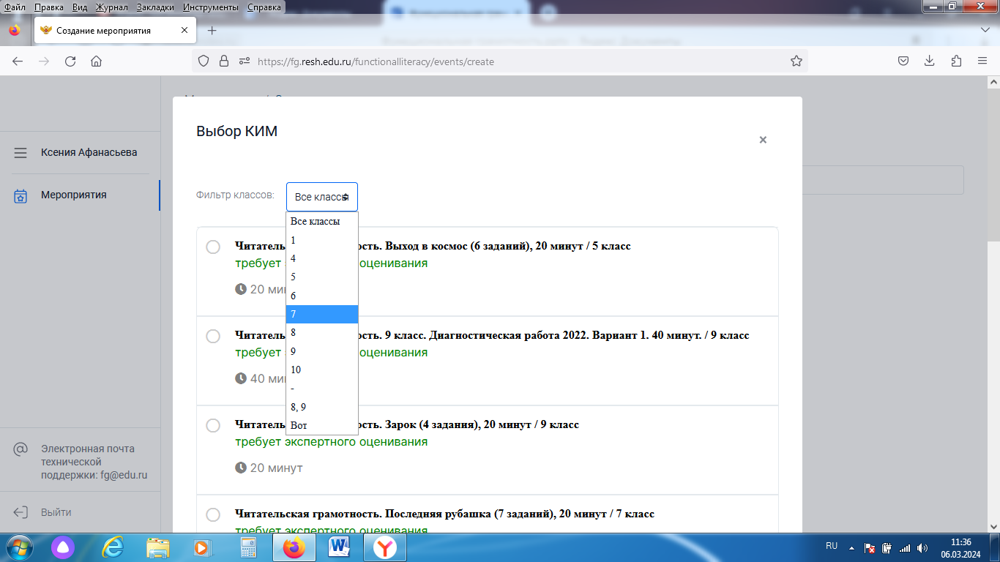 Файл Правка Вид Журнал Закладки Инструменты Справка
Создание мероприятия
https://fg.resh.edu.ru/functionalliteracy/events/create
Ксения Афанасьева
Мероприятия
Электронная почта
технической
поддержки: fg@edu.ru
Выйти
Выбор КИМ
Фильтр классов:
Все классы
Все классы
1
4
5
6
7
8
9
10
-
8, 9
Вот
Читатель ость. Выход в космос (6 заданий), 20 минут / 5 класс
требует оценивания
20 мин
Читатель ость. 9 класс. Диагностическая работа 2022. Вариант 1. 40 минут. / 9 класс
требует оценивания
40 мин
Читатель ость. Зарок (4 задания), 20 минут / 9 класс
требует экспертного оценивания
20 минут
Читательская грамотность. Последняя рубашка (7 заданий), 20 минут / 7 класс
требует экспертного оценивания
RU
11:36
06.03.2024